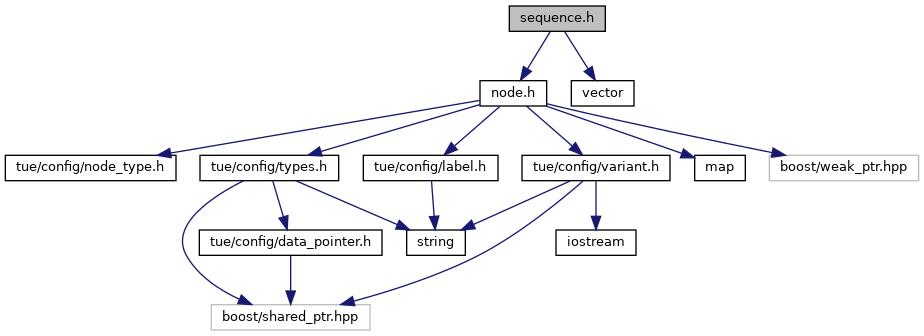 sequence.h
node.h
vector
tue/config/node_type.h
tue/config/types.h
tue/config/label.h
tue/config/variant.h
map
boost/weak_ptr.hpp
tue/config/data_pointer.h
string
iostream
boost/shared_ptr.hpp